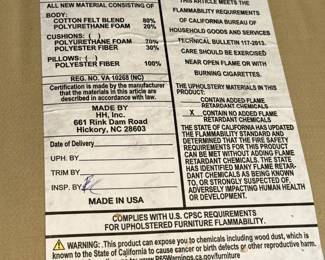 ALL NEW MATERIAL CONSISTING OF
BODY:
COTTON FELT BLEND 80%
POLYURETHANE FOAM 20%
CUSHIONS: ( )
POLYURETHANE FOAM 70%
POLYESTER FIBER 30%
PILLOWS: ( )
POLYESTER FIBER 100%
REG. NO. VA 10268 (NC)
Certification is made by the manufacturer
that the materials in this article are
described in accordance with law.
MADE BY
HH, Inc.
661 Rink Dam Road
Hickory, NC 28603
Date of Delivery
UPH. BY
TRIM BY
INSP. BY
MADE IN USA
THIS ARTICLE MEETS THE
FLAMMABILITY REQUIREMENTS
OF CALIFORNIA BUREAU OF
HOUSEHOLD GOODS AND SERVICES
TECHNICAL BULLETIN 117-2013.
CARE SHOULD BE EXERCISED
NEAR OPEN FLAME OR WITH
BURNING CIGARETTES.
THE UPHOLSTERY MATERIALS IN THIS
PRODUCT:
CONTAIN ADDED FLAME
RETARDANT CHEMICALS
X CONTAIN NO ADDED FLAME
RETARDANT CHEMICALS
THE STATE OF CALIFORNIA HAS UPDATED
THE FLAMMABILITY STANDARD AND
DETERMINED THAT THE FIRE SAFETY
REQUIREMENTS FOR THIS PRODUCT
CAN BE MET WITHOUT ADDING FLAME
RETARDANT CHEMICALS. THE STATE
HAS IDENTIFIED MANY FLAME RETAR-
DANT CHEMICALS AS BEING KNOWN
TO, OR STRONGLY SUSPECTED OF,
ADVERSELY IMPACTING HUMAN HEALTH
OR DEVELOPMENT.
COMPLIES WITH U.S. CPSC REQUIREMENTS
FOR UPHOLSTERED FURNITURE FLAMMABILITY.
WARNING: This product can expose you to chemicals including wood dust, which is
known to the State of California to cause cancer or birth defects or other reproductive harm.
www.P65Warnings.ca.gov/furniture